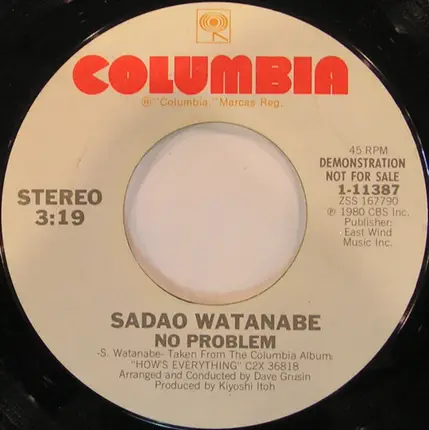 COLUMBIA
® "Columbia," Marcas Reg.
STEREO
3:19
45 RPM
DEMONSTRATION
NOT FOR SALE
1-11387
ZSS 167790
℗ 1980 CBS Inc.
Publisher:
East Wind
Music Inc.
SADAO WATANABE
NO PROBLEM
-S. Watanabe- Taken From The Columbia Album:
"HOW'S EVERYTHING" C2X 36818
Arranged and Conducted by Dave Grusin
Produced by Kiyoshi Itoh